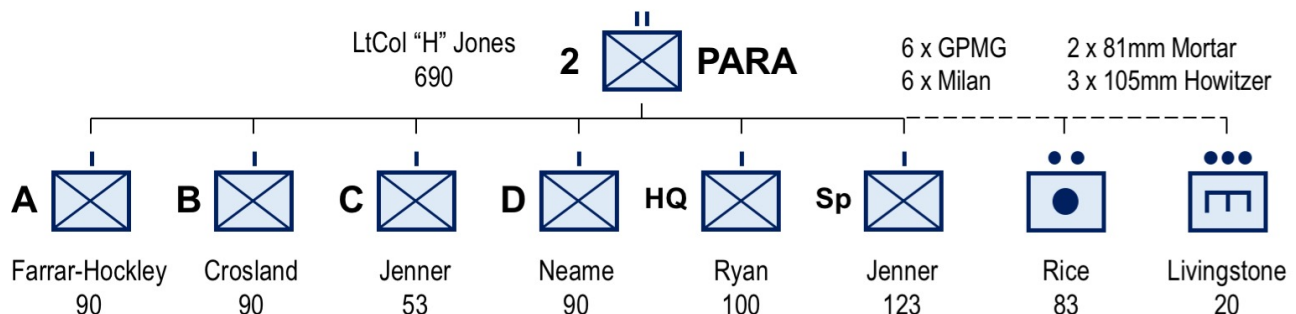 LtCol “H” Jones
690
2 PARA
6 x GPMG 2 x 81mm Mortar
6 x Milan 3 x 105mm Howitzer
A B C D HQ Sp
Farrar-Hockley Crosland Jenner Neame Ryan Jenner Rice Livingstone
90 90 53 90 100 123 83 20